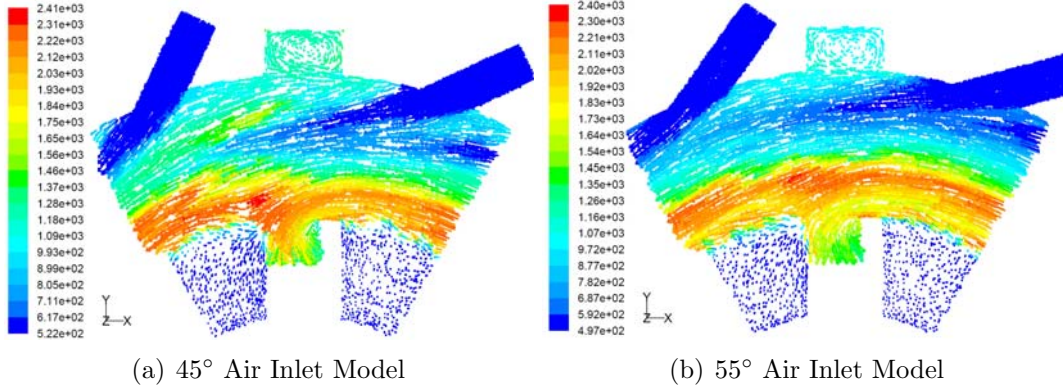 2.41e+03
2.31e+03
2.22e+03
2.12e+03
2.03e+03
1.93e+03
1.84e+03
1.75e+03
1.65e+03
1.56e+03
1.46e+03
1.37e+03
1.28e+03
1.18e+03
1.09e+03
9.93e+02
8.99e+02
8.05e+02
7.11e+02
6.17e+02
5.22e+02
Y
Z X
(a) 45° Air Inlet Model
2.40e+03
2.30e+03
2.21e+03
2.11e+03
2.02e+03
1.92e+03
1.83e+03
1.73e+03
1.64e+03
1.54e+03
1.45e+03
1.35e+03
1.26e+03
1.16e+03
1.07e+03
9.72e+02
8.77e+02
7.82e+02
6.87e+02
5.92e+02
4.97e+02
Y
Z X
(b) 55° Air Inlet Model